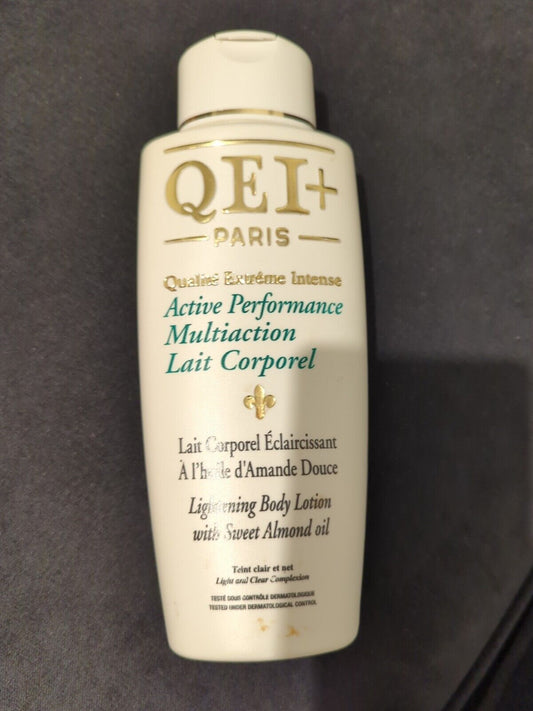 QEI+
PARIS
Qualité Extrême Intense
Active Performance
Multiaction
Lait Corporel
Lait Corporel Éclaircissant
À l'huile d'Amande Douce
Lightening Body Lotion
with Sweet Almond oil
Teint clair et net
Light and Clear Complexion
TESTÉ SOUS CONTRÔLE DERMATOLOGIQUE
TESTED UNDER DERMATOLOGICAL CONTROL